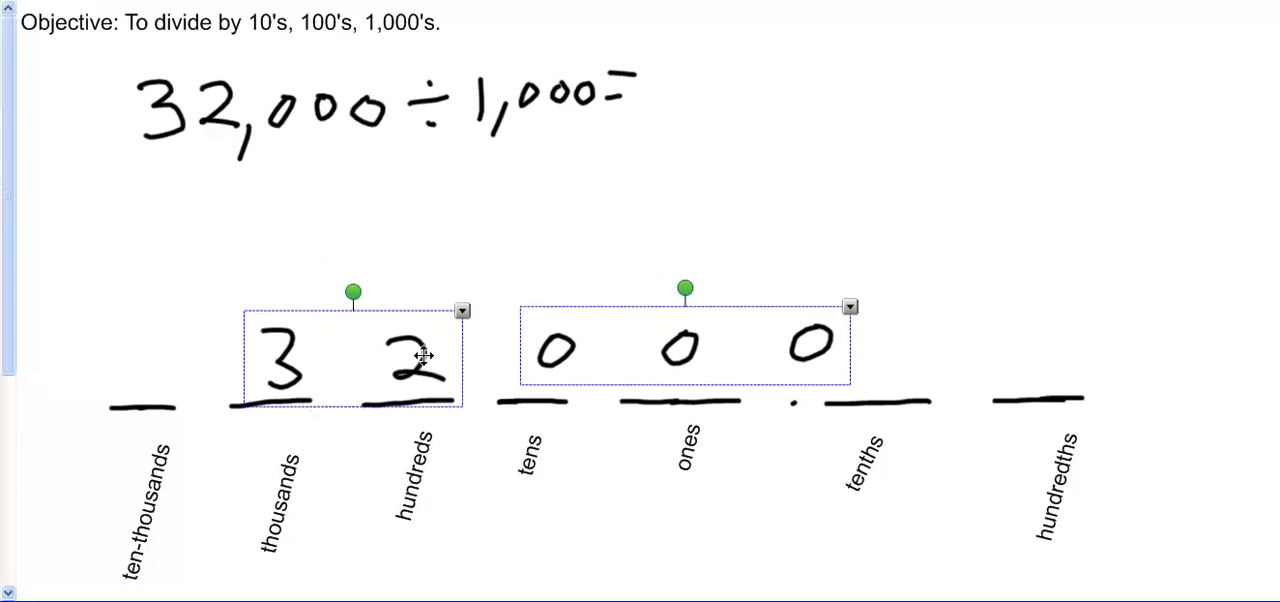 Objective: To divide by 10's, 100's, 1,000's.
32,000 ÷ 1,000=
3 2 0 0 0
.
ten-thousands thousands hundreds tens ones tenths hundredths